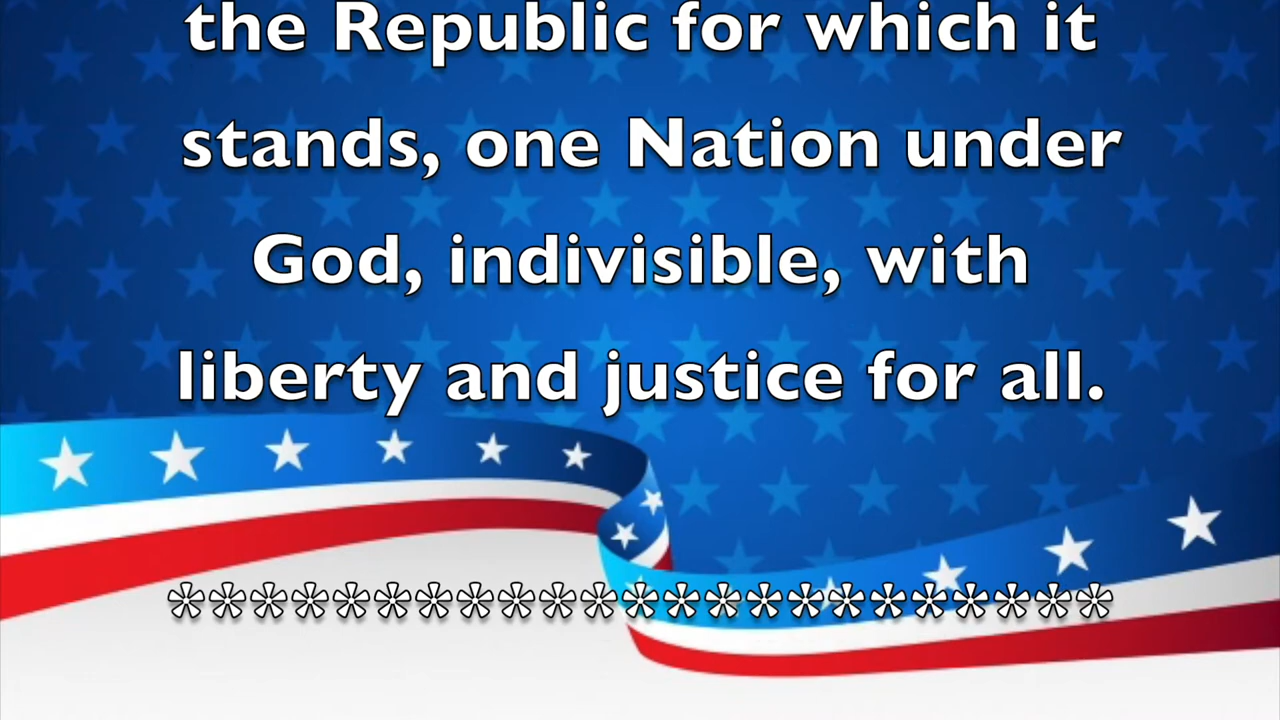 the Republic for which it
stands, one Nation under
God, indivisible, with
liberty and justice for all.
***********************